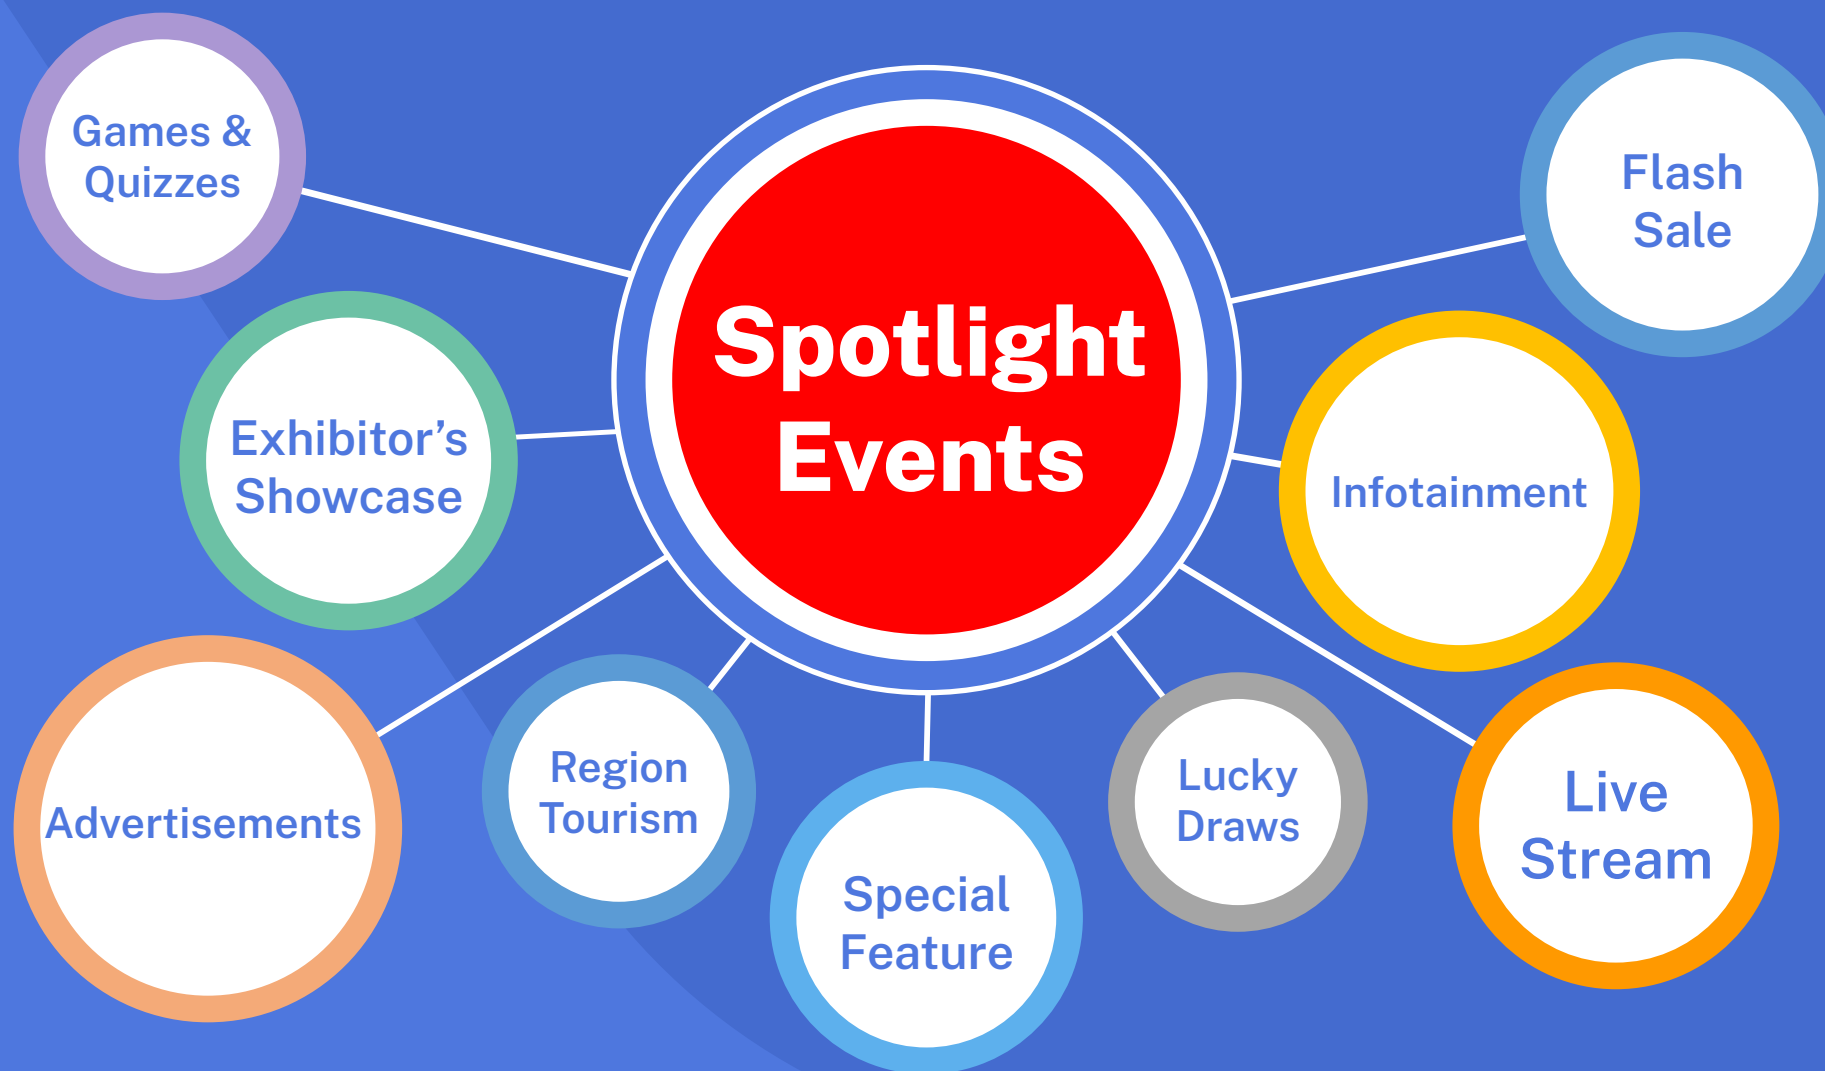 Games &
Quizzes
Spotlight
Events
Flash
Sale
Exhibitor’s
Showcase
Infotainment
Advertisements
Region
Tourism
Special
Feature
Lucky
Draws
Live
Stream